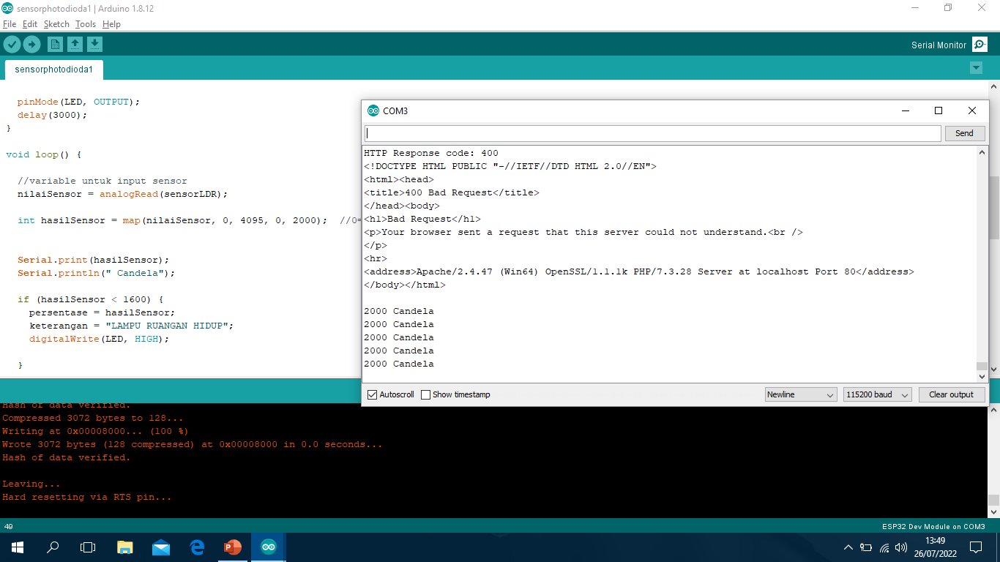 sensorphotodioda1 | Arduino 1.8.12
File Edit Sketch Tools Help
Serial Monitor
sensorphotodioda1
pinMode(LED, OUTPUT);
delay(3000);
}
void loop() {
//variable untuk input sensor
nilaiSensor = analogRead(sensorLDR);
int hasilSensor = map(nilaiSensor, 0, 4095, 0, 2000); //0=
Serial.print(hasilSensor);
Serial.println(" Candela");
if (hasilSensor < 1600) {
persentase = hasilSensor;
keterangan = "LAMPU RUANGAN HIDUP";
digitalWrite(LED, HIGH);
}
COM3
Send
HTTP Response code: 400
<!DOCTYPE HTML PUBLIC "-//IETF//DTD HTML 2.0//EN">
<html><head>
<title>400 Bad Request</title>
</head><body>
<h1>Bad Request</h1>
<p>Your browser sent a request that this server could not understand.<br />
</p>
<hr>
<address>Apache/2.4.47 (Win64) OpenSSL/1.1.1k PHP/7.3.28 Server at localhost Port 80</address>
</body></html>
2000 Candela
2000 Candela
2000 Candela
2000 Candela
2000 Candela
Autoscroll Show timestamp
Newline
115200 baud
Clear output
Hash of data verified.
Compressed 3072 bytes to 128...
Writing at 0x00008000... (100 %)
Wrote 3072 bytes (128 compressed) at 0x00008000 in 0.0 seconds...
Hash of data verified.
Leaving...
Hard resetting via RTS pin...
49
ESP32 Dev Module on COM3
13:49
26/07/2022